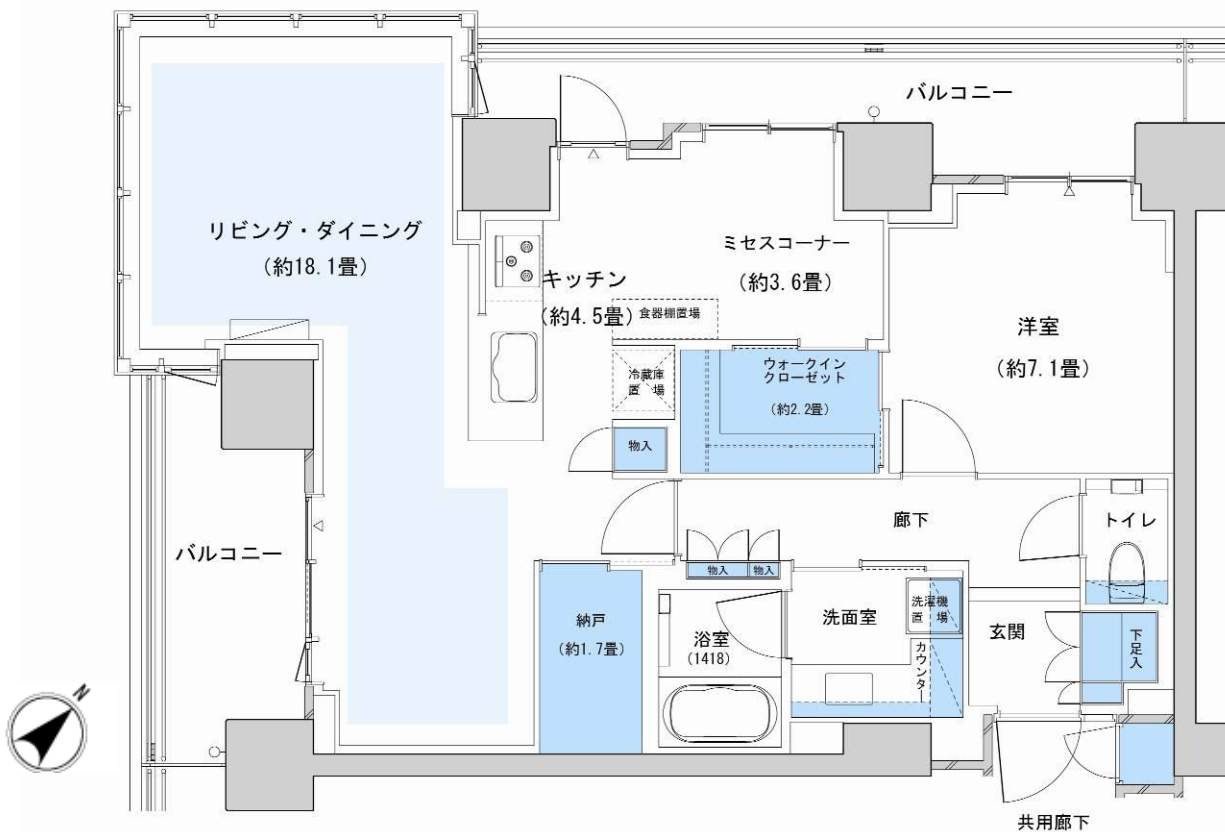 バルコニー
リビング・ダイニング
(約18.1畳)
ミセスコーナー
(約3.6畳)
キッチン
(約4.5畳)
食器棚置場
洋室
(約7.1畳)
冷蔵庫
置 場
ウォークイン
クローゼット
(約2.2畳)
物入
廊下
トイレ
バルコニー
物入
物入
納戸
(約1.7畳)
浴室
(1418)
洗面室
洗濯機
置 場
カウンター
玄関
下足入
N
共用廊下